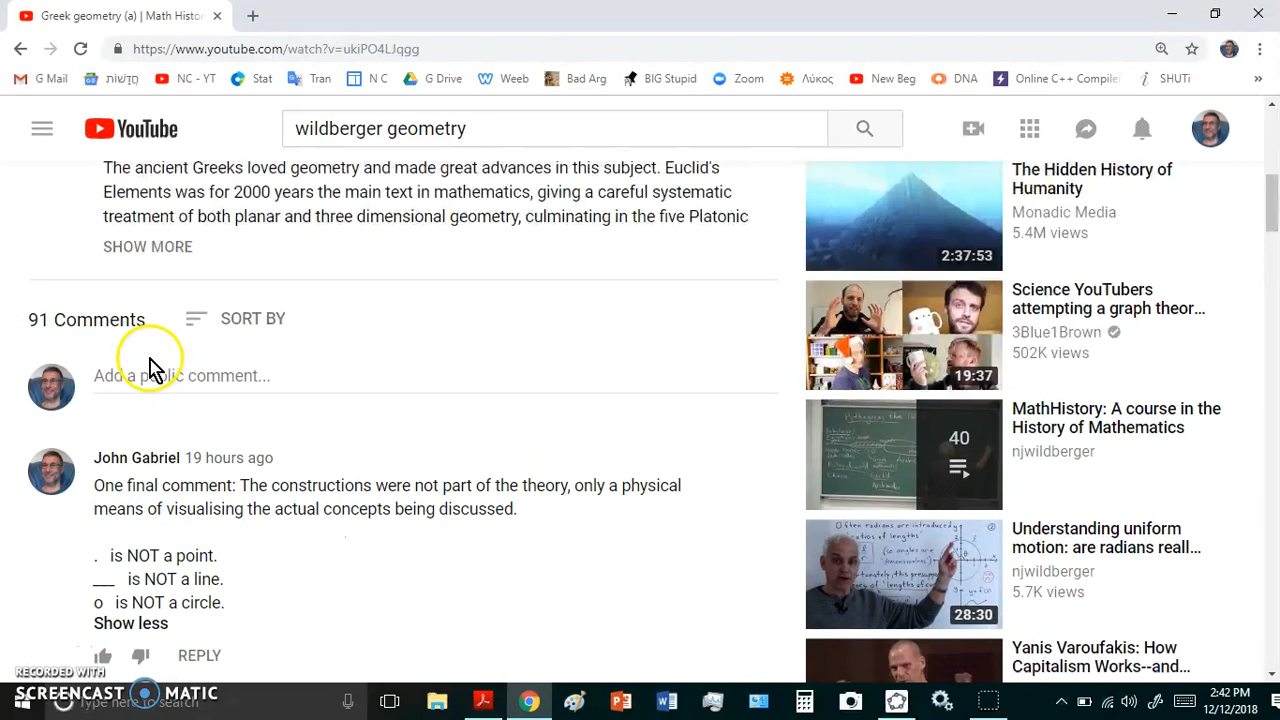 Greek geometry (a) | Math Histo
https://www.youtube.com/watch?v=ukiPO4LJqgg
G Mail חֲדָשׁוֹת NC - YT Stat Tran N C G Drive Weeb Bad Arg BIG Stupid Zoom Λύκος New Beg DNA Online C++ Compile SHUTi »
YouTube
wildberger geometry
The ancient Greeks loved geometry and made great advances in this subject. Euclid's
Elements was for 2000 years the main text in mathematics, giving a careful systematic
treatment of both planar and three dimensional geometry, culminating in the five Platonic
SHOW MORE
91 Comments SORT BY
Add a public comment...
John Gabriel 19 hours ago
One final comment: The constructions were not part of the theory, only a physical
means of visualising the actual concepts being discussed.
. is NOT a point.
___ is NOT a line.
o is NOT a circle.
Show less
REPLY
The Hidden History of
Humanity
Monadic Media
5.4M views
2:37:53
Science YouTubers
attempting a graph theor...
3Blue1Brown
502K views
19:37
MathHistory: A course in the
History of Mathematics
njwildberger
40
Understanding uniform
motion: are radians reall...
njwildberger
5.7K views
28:30
Yanis Varoufakis: How
Capitalism Works--and...
RECORDED WITH
SCREENCAST MATIC
Type here to search
2:42 PM
12/12/2018